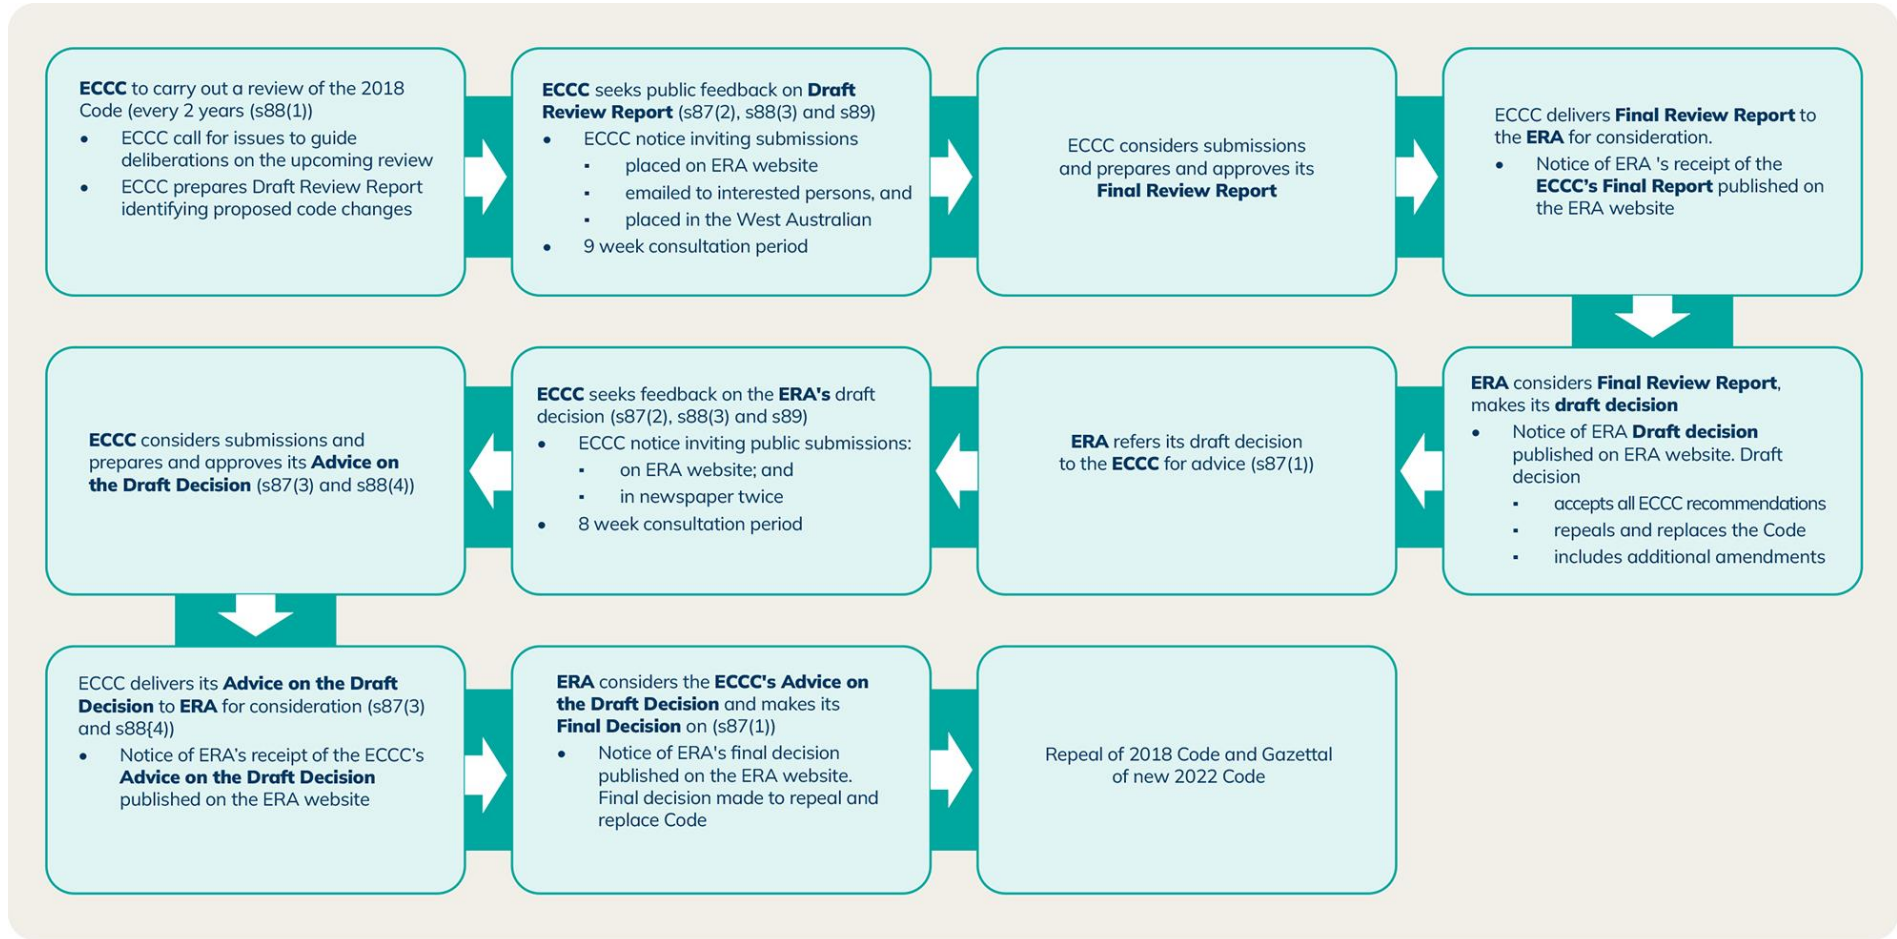 ECCC to carry out a review of the 2018
Code (every 2 years (s88(1))
• ECCC call for issues to guide
deliberations on the upcoming review
• ECCC prepares Draft Review Report
identifying proposed code changes
ECCC seeks public feedback on Draft
Review Report (s87(2), s88(3) and s89)
• ECCC notice inviting submissions
▪ placed on ERA website
▪ emailed to interested persons, and
▪ placed in the West Australian
• 9 week consultation period
ECCC considers submissions
and prepares and approves its
Final Review Report
ECCC delivers Final Review Report to
the ERA for consideration.
• Notice of ERA 's receipt of the
ECCC’s Final Report published on
the ERA website
ERA considers Final Review Report,
makes its draft decision
• Notice of ERA Draft decision
published on ERA website. Draft
decision
▪ accepts all ECCC recommendations
▪ repeals and replaces the Code
▪ includes additional amendments
ERA refers its draft decision
to the ECCC for advice (s87(1))
ECCC seeks feedback on the ERA's draft
decision (s87(2), s88(3) and s89)
• ECCC notice inviting public submissions:
▪ on ERA website; and
▪ in newspaper twice
• 8 week consultation period
ECCC considers submissions and
prepares and approves its Advice on
the Draft Decision (s87(3) and s88(4))
ECCC delivers its Advice on the Draft
Decision to ERA for consideration (s87(3)
and s88{4))
• Notice of ERA’s receipt of the ECCC’s
Advice on the Draft Decision
published on the ERA website
ERA considers the ECCC's Advice on
the Draft Decision and makes its
Final Decision on (s87(1))
• Notice of ERA's final decision
published on the ERA website.
Final decision made to repeal and
replace Code
Repeal of 2018 Code and Gazettal
of new 2022 Code